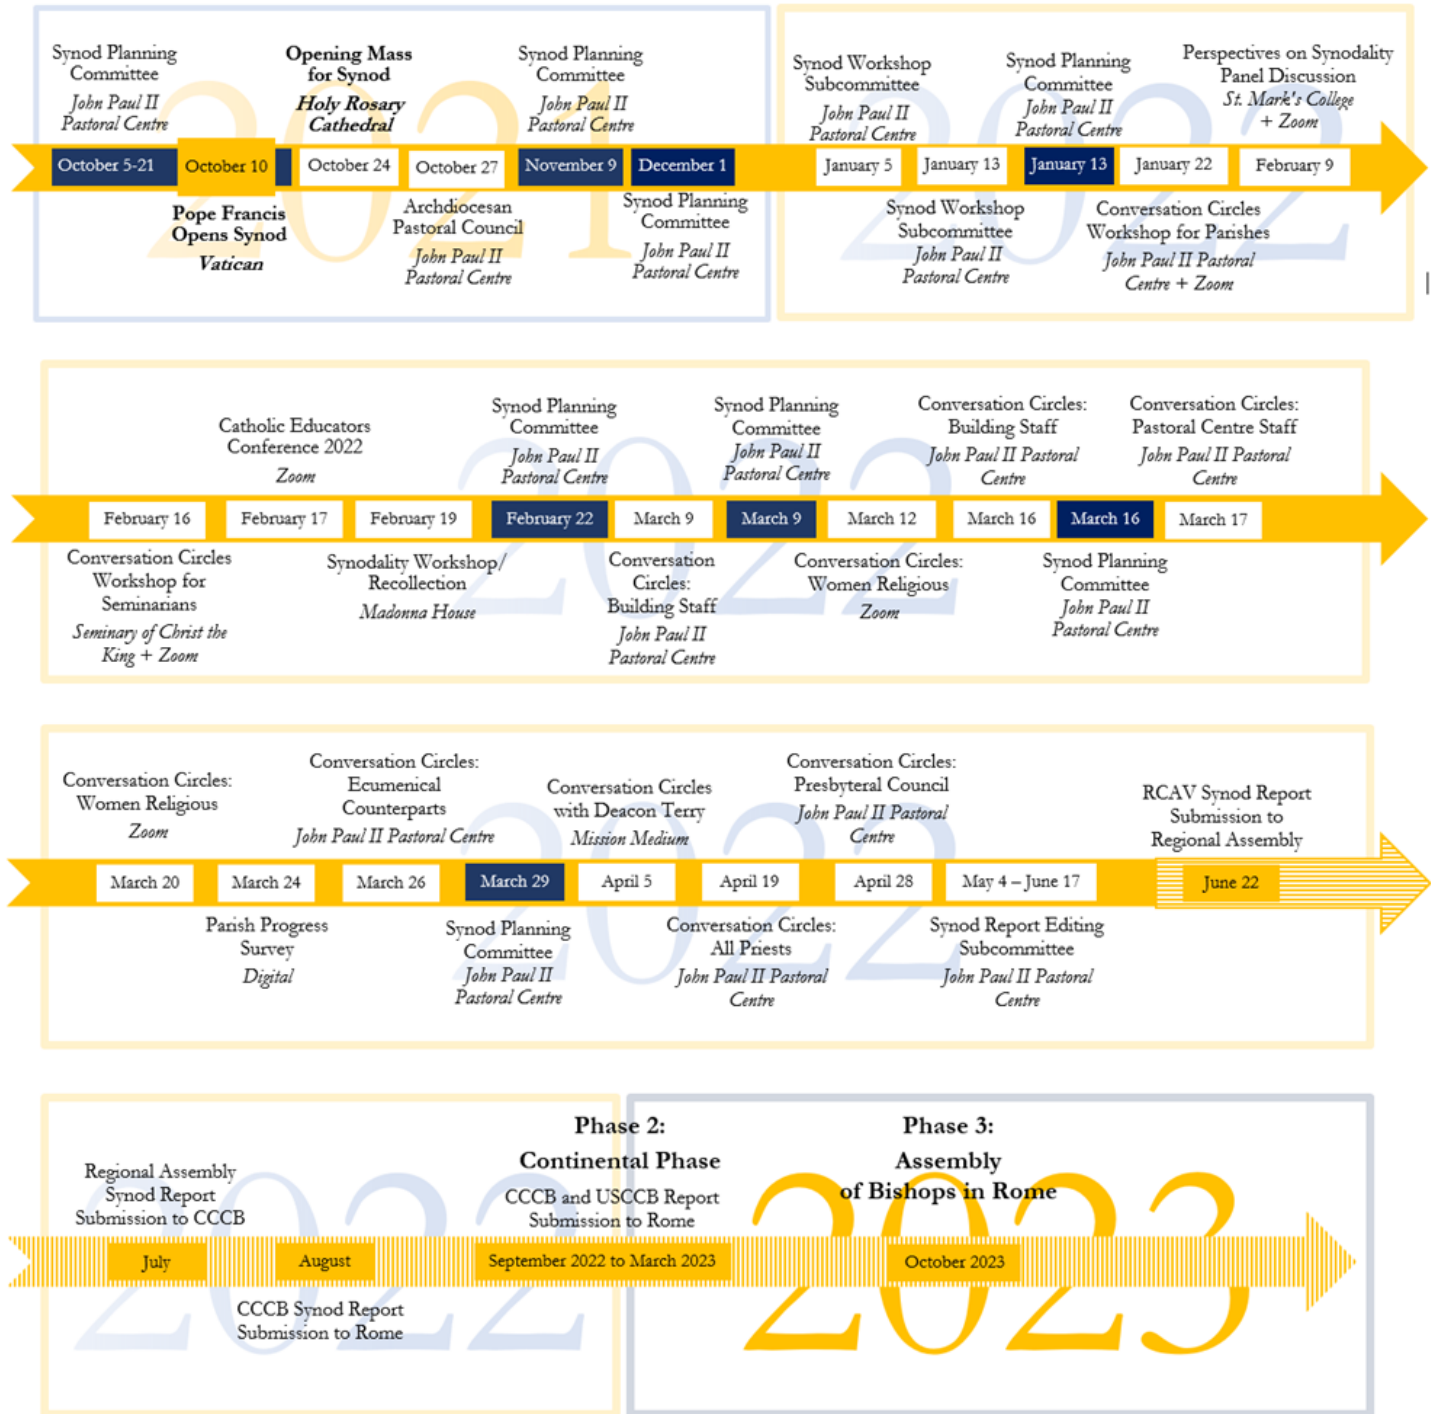 2021
2022
Synod Planning
Committee
John Paul II
Pastoral Centre
October 5-21
October 10
Pope Francis
Opens Synod
Vatican
Opening Mass
for Synod
Holy Rosary
Cathedral
October 24
October 27
Archdiocesan
Pastoral Council
John Paul II
Pastoral Centre
Synod Planning
Committee
John Paul II
Pastoral Centre
November 9
December 1
Synod Planning
Committee
John Paul II
Pastoral Centre
Synod Workshop
Subcommittee
John Paul II
Pastoral Centre
January 5
January 13
Synod Workshop
Subcommittee
John Paul II
Pastoral Centre
Synod Planning
Committee
John Paul II
Pastoral Centre
January 13
January 22
Conversation Circles
Workshop for Parishes
John Paul II Pastoral
Centre + Zoom
Perspectives on Synodality
Panel Discussion
St. Mark's College
+ Zoom
February 9
2022
February 16
Conversation Circles
Workshop for
Seminarians
Seminary of Christ the
King + Zoom
Catholic Educators
Conference 2022
Zoom
February 17
February 19
Synodality Workshop/
Recollection
Madonna House
Synod Planning
Committee
John Paul II
Pastoral Centre
February 22
March 9
Conversation
Circles:
Building Staff
John Paul II
Pastoral Centre
Synod Planning
Committee
John Paul II
Pastoral Centre
March 9
March 12
Conversation Circles:
Women Religious
Zoom
Conversation Circles:
Building Staff
John Paul II Pastoral
Centre
March 16
March 16
Synod Planning
Committee
John Paul II
Pastoral Centre
Conversation Circles:
Pastoral Centre Staff
John Paul II Pastoral
Centre
March 17
2022
Conversation Circles:
Women Religious
Zoom
March 20
March 24
Parish Progress
Survey
Digital
Conversation Circles:
Ecumenical
Counterparts
John Paul II Pastoral Centre
March 26
March 29
Synod Planning
Committee
John Paul II
Pastoral Centre
Conversation Circles
with Deacon Terry
Mission Medium
April 5
April 19
Conversation Circles:
All Priests
John Paul II Pastoral
Centre
Conversation Circles:
Presbyteral Council
John Paul II Pastoral
Centre
April 28
May 4 – June 17
Synod Report Editing
Subcommittee
John Paul II Pastoral
Centre
RCAV Synod Report
Submission to
Regional Assembly
June 22
2022
2023
Regional Assembly
Synod Report
Submission to CCCB
July
August
CCCB Synod Report
Submission to Rome
Phase 2:
Continental Phase
CCCB and USCCB Report
Submission to Rome
September 2022 to March 2023
Phase 3:
Assembly
of Bishops in Rome
October 2023